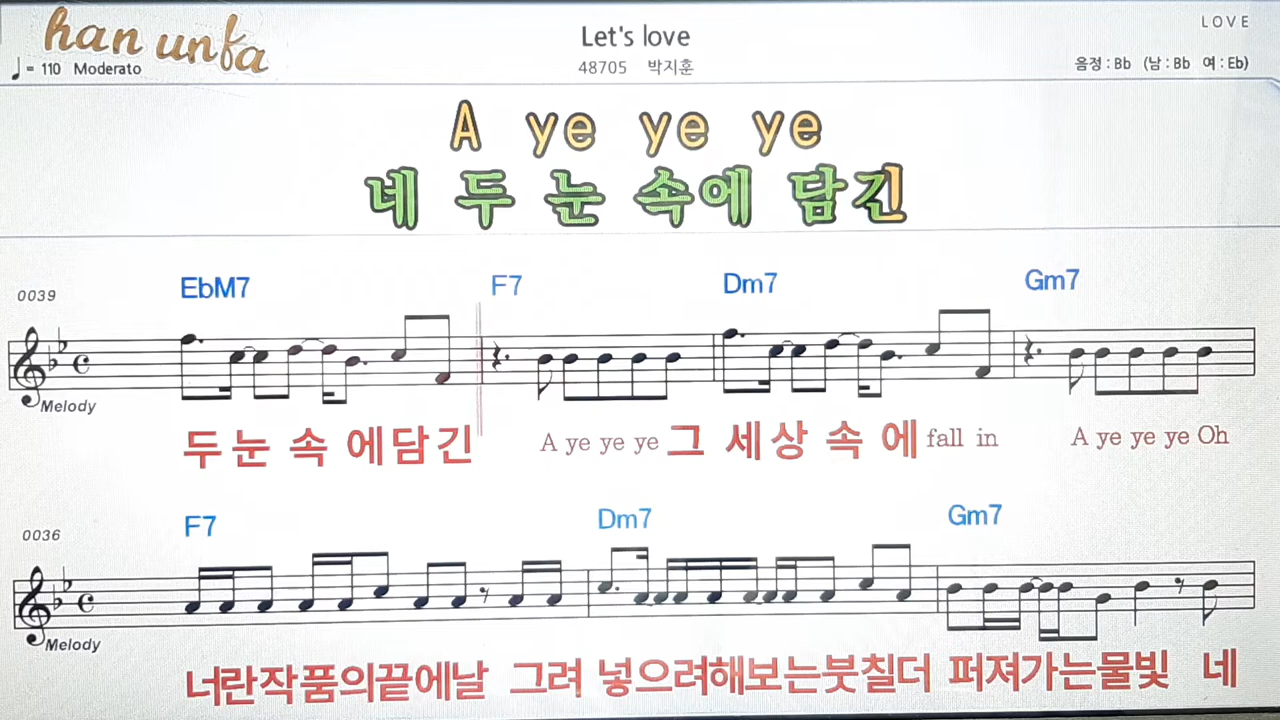 han unfa
Let's love
LOVE
♩= 110 Moderato
48705 박지훈
음정 : Bb (남 : Bb 여 : Eb)
A ye ye ye
네 두 눈 속에 담긴
EbM7 F7 Dm7 Gm7
0039
Melody
두 눈 속 에 담 긴 A ye ye ye 그 세 상 속 에 fall in A ye ye ye Oh
F7 Dm7 Gm7
0036
Melody
너란작품의끝에날 그려 넣으려해보는붓칠더 퍼져가는물빛 네